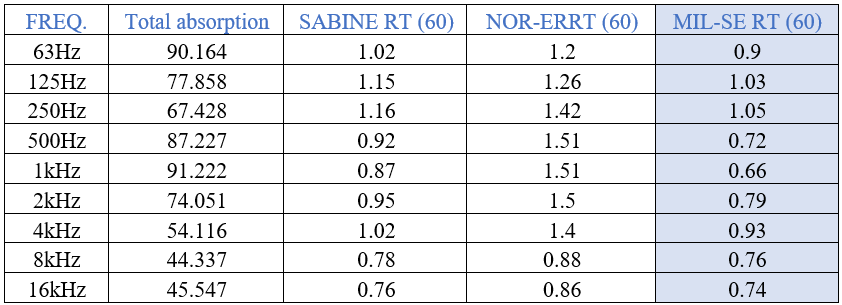 FREQ. Total absorption SABINE RT (60) NOR-ERRT (60) MIL-SE RT (60)
63Hz 90.164 1.02 1.2 0.9
125Hz 77.858 1.15 1.26 1.03
250Hz 67.428 1.16 1.42 1.05
500Hz 87.227 0.92 1.51 0.72
1kHz 91.222 0.87 1.51 0.66
2kHz 74.051 0.95 1.5 0.79
4kHz 54.116 1.02 1.4 0.93
8kHz 44.337 0.78 0.88 0.76
16kHz 45.547 0.76 0.86 0.74